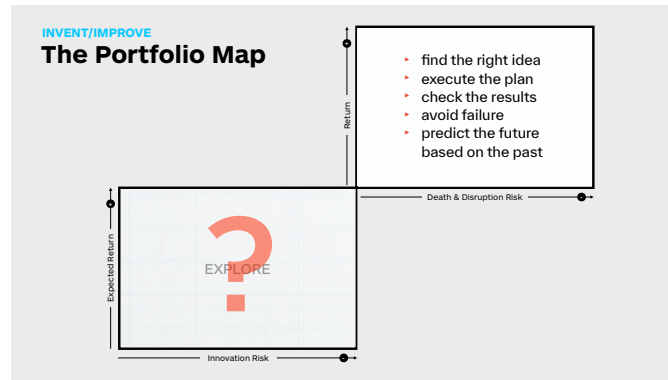 INVENT/IMPROVE
The Portfolio Map
Return
find the right idea
execute the plan
check the results
avoid failure
predict the future
based on the past
Death & Disruption Risk
Expected Return
?
EXPLORE
Innovation Risk